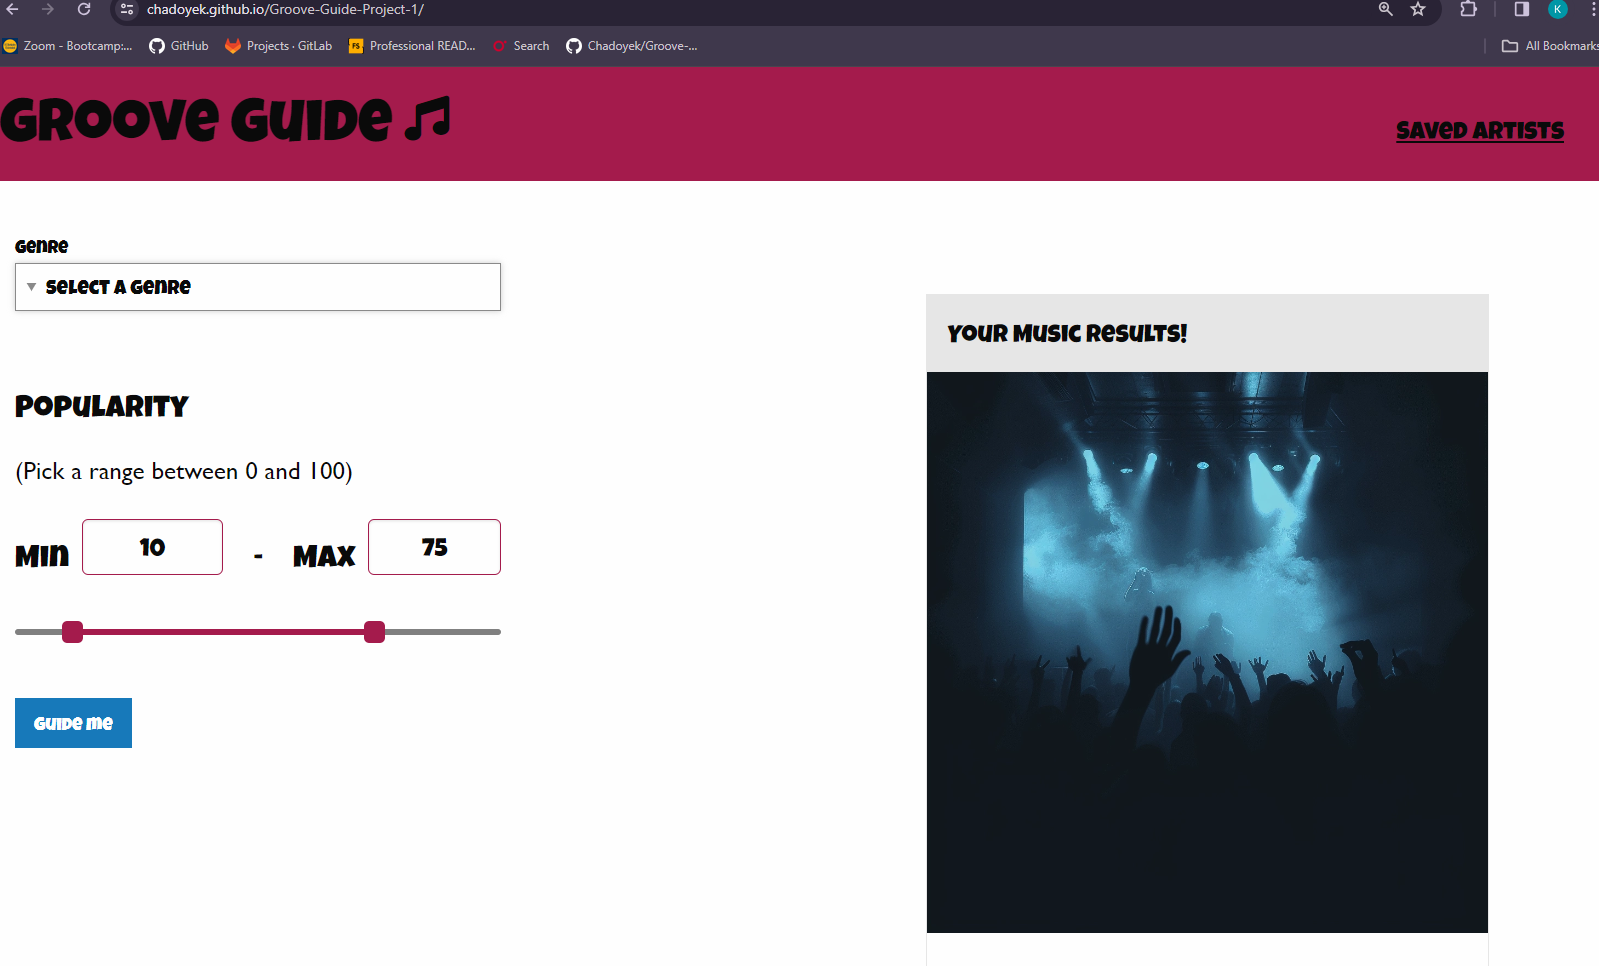 chadoyek.github.io/Groove-Guide-Project-1/
K
Zoom - Bootcamp:... GitHub Projects · GitLab FS Professional READ... Search Chadoyek/Groove-... All Bookmarks
Groove Guide
Saved Artists
Genre
Select a Genre
Your Music Results!
Popularity
(Pick a range between 0 and 100)
Min 10 - Max 75
Guide me